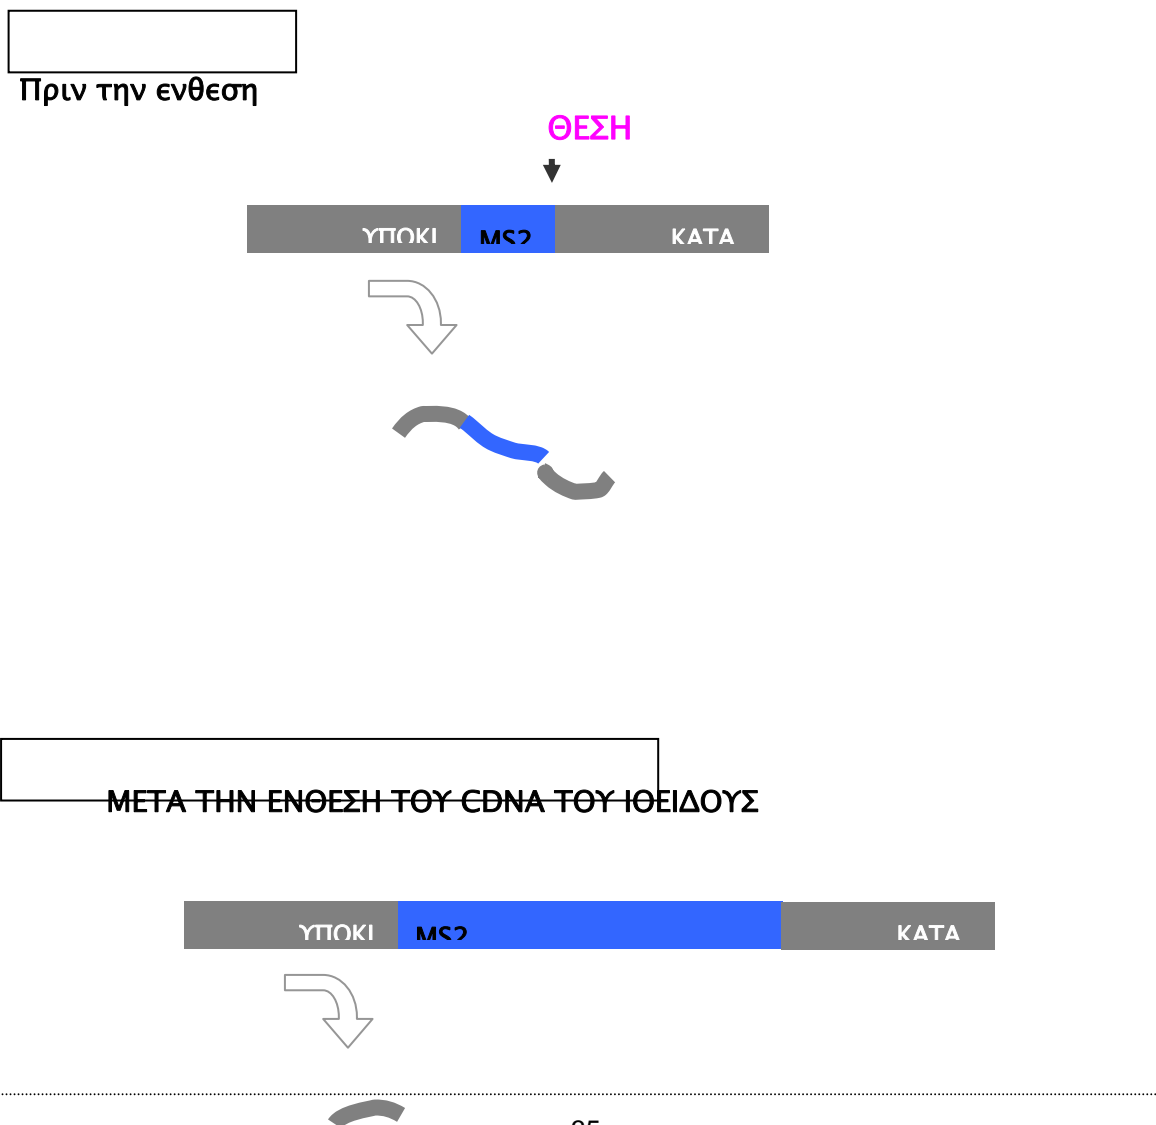 Πριν την ενθεση
ΘΕΣΗ
ΥΠΟΚΙ MS2 ΚΑΤΑ
ΜΕΤΑ ΤΗΝ ΕΝΘΕΣΗ ΤΟΥ CDNA ΤΟΥ ΙΟΕΙΔΟΥΣ
ΥΠΟΚΙ MS2 ΚΑΤΑ